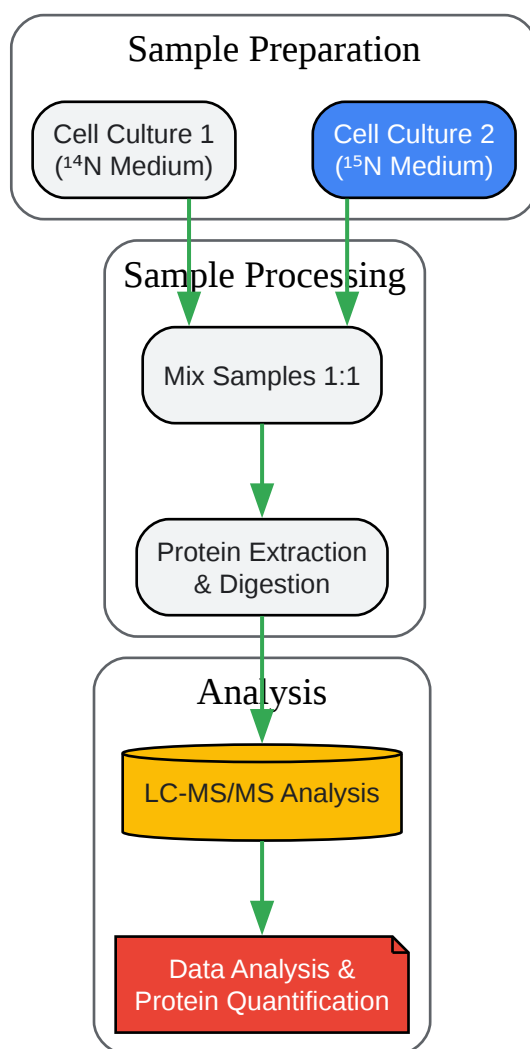 Sample Preparation
Cell Culture 1
(¹⁴N Medium)
Cell Culture 2
(¹⁵N Medium)
Sample Processing
Mix Samples 1:1
Protein Extraction
& Digestion
Analysis
LC-MS/MS Analysis
Data Analysis &
Protein Quantification